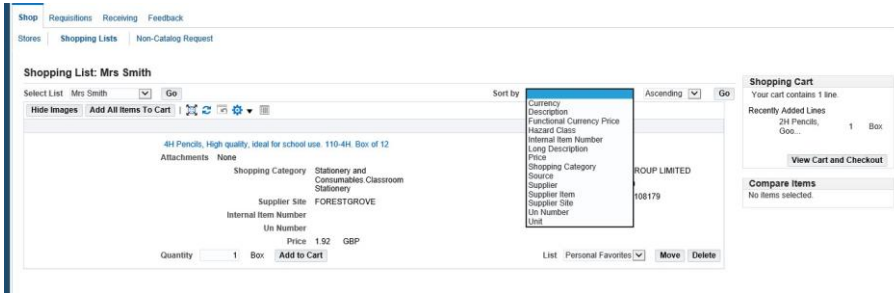 Shop Requisitions Receiving Feedback
Stores Shopping Lists Non-Catalog Request
Shopping List: Mrs Smith
Select List Mrs Smith Go Sort by Ascending Go
Hide Images Add All Items To Cart
Currency
Description
Functional Currency Price
Hazard Class
Internal Item Number
Long Description
Price
Shopping Category
Source
Supplier
Supplier Item
Supplier Site
Un Number
Unit
4H Pencils, High quality, ideal for school use. 110-4H. Box of 12
Attachments None
Shopping Category Stationery and
Consumables.Classroom
Stationery
ROUP LIMITED
108179
Supplier Site FORESTGROVE
Internal Item Number
Un Number
Price 1.92 GBP
Quantity 1 Box Add to Cart List Personal Favorites Move Delete
Shopping Cart
Your cart contains 1 line.
Recently Added Lines
2H Pencils, 1 Box
Goo...
View Cart and Checkout
Compare Items
No items selected.